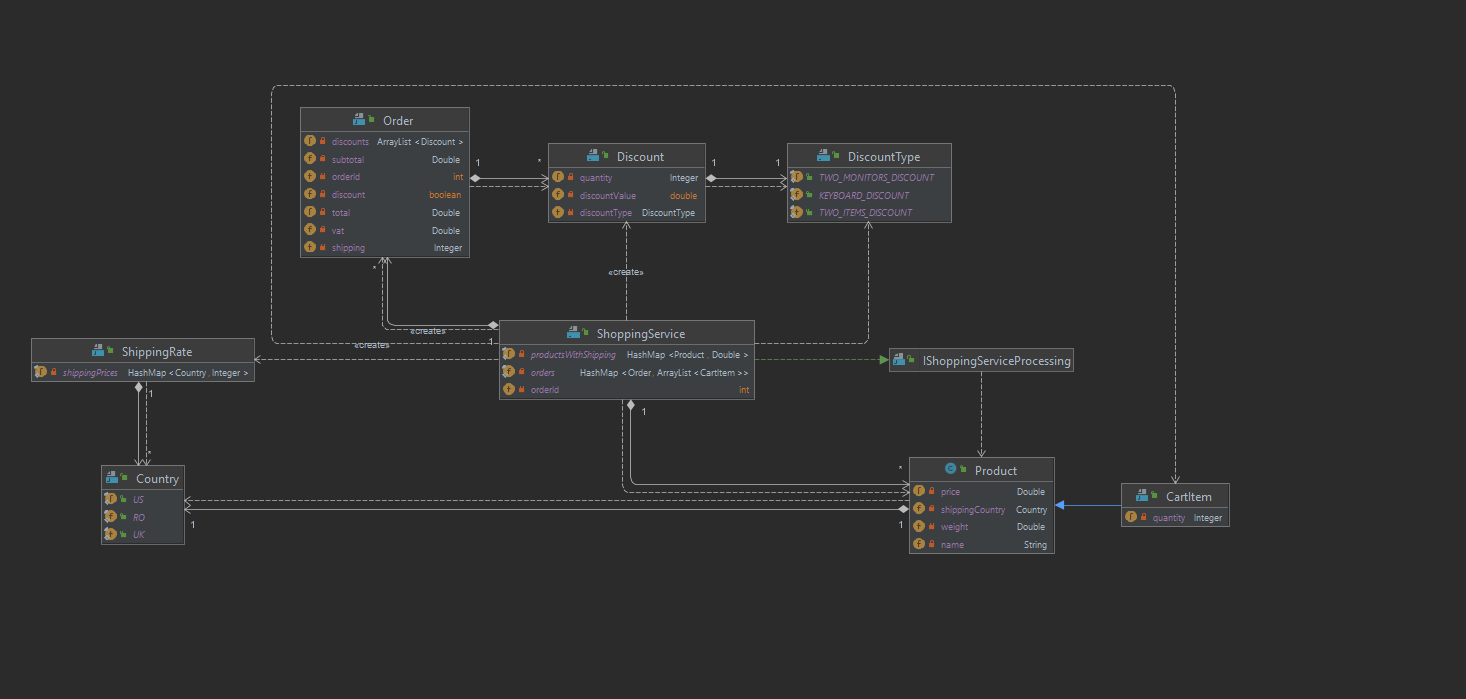 Order
discounts ArrayList <Discount >
subtotal Double
orderId int
discount boolean
total Double
vat Double
shipping Integer
1
*
Discount
quantity Integer
discountValue double
discountType DiscountType
1
1
DiscountType
TWO_MONITORS_DISCOUNT
KEYBOARD_DISCOUNT
TWO_ITEMS_DISCOUNT
*
«create»
«creates»
«creates»
1
ShippingRate
shippingPrices HashMap <Country , Integer >
ShoppingService
productsWithShipping HashMap <Product , Double >
orders HashMap <Order , ArrayList <CartItem >>
orderId int
IShoppingServiceProcessing
1
*
1
Country
US
RO
UK
1
*
1
Product
price Double
shippingCountry Country
weight Double
name String
CartItem
quantity Integer